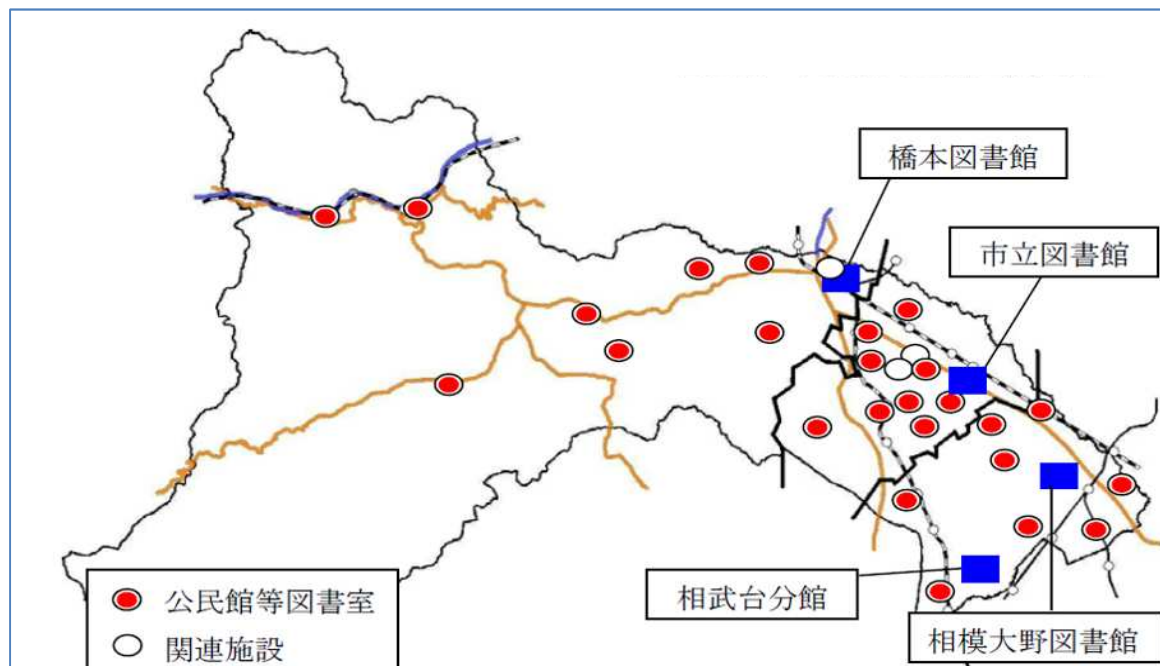 橋本図書館
市立図書館
相武台分館
相模大野図書館
公民館等図書室
関連施設